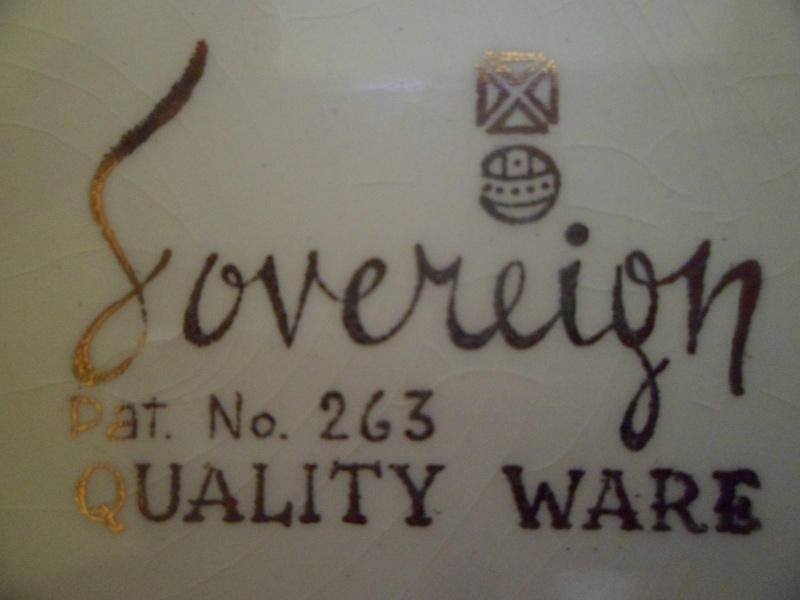 Sovereign
Pat. No. 263
QUALITY WARE